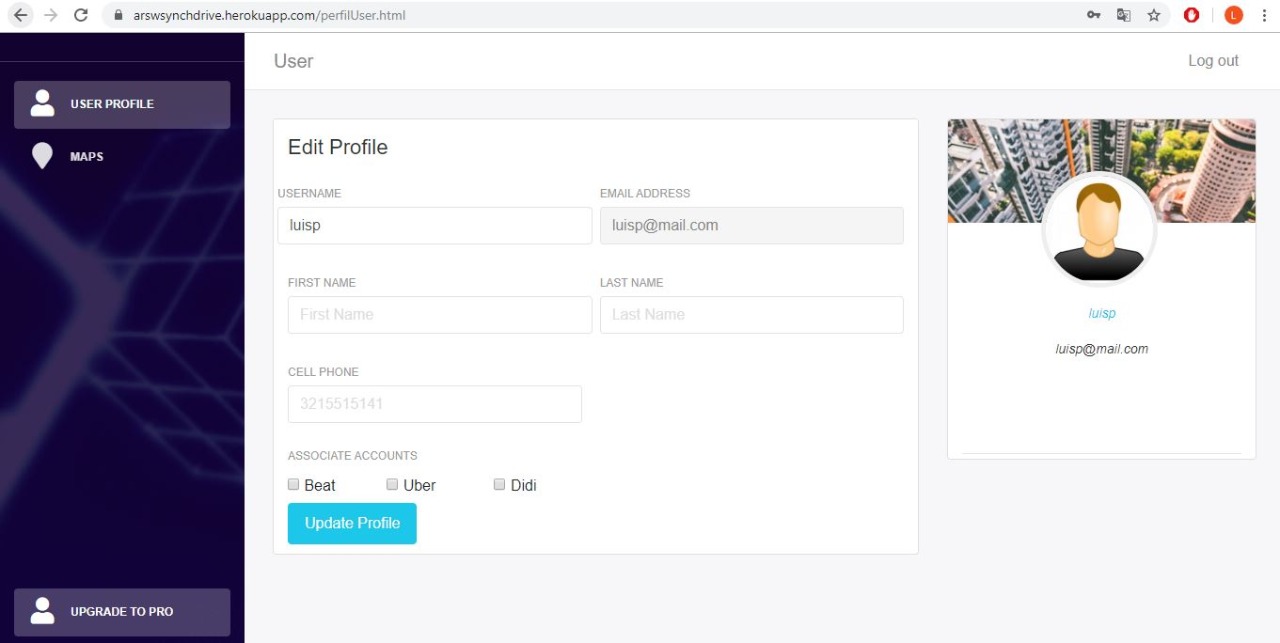 arswsynchdrive.herokuapp.com/perfilUser.html
L
User
Log out
USER PROFILE
MAPS
UPGRADE TO PRO
Edit Profile
USERNAME
EMAIL ADDRESS
luisp
luisp@mail.com
FIRST NAME
LAST NAME
First Name
Last Name
CELL PHONE
3215515141
ASSOCIATE ACCOUNTS
Beat Uber Didi
Update Profile
luisp
luisp@mail.com